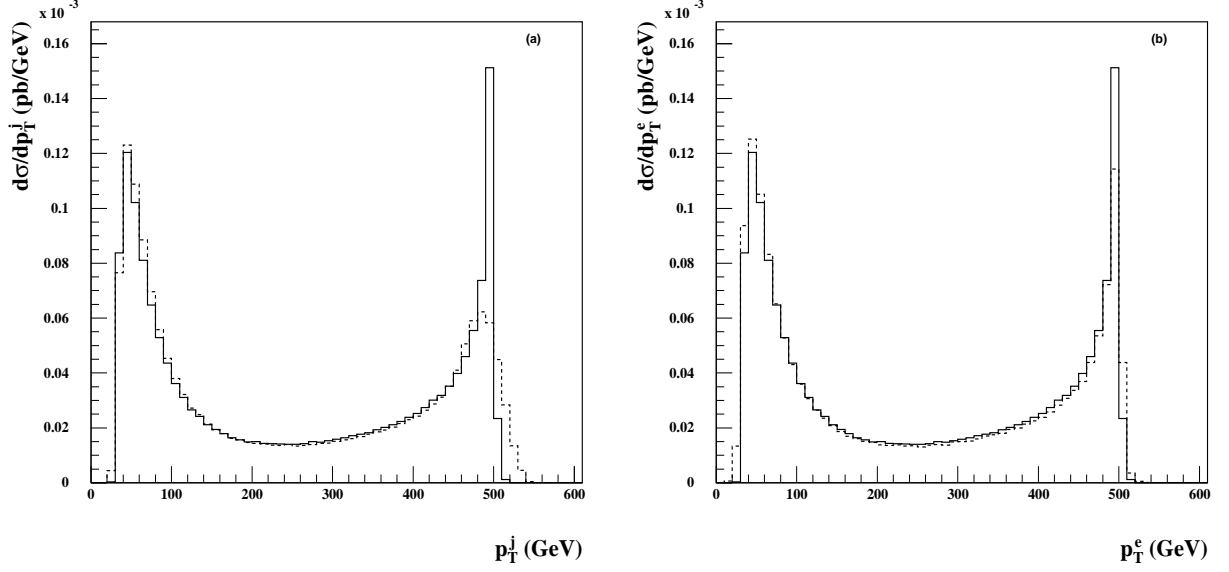 x 10 -3
dσ/dp_T^j (pb/GeV)
(a)
0.16
0.14
0.12
0.1
0.08
0.06
0.04
0.02
0
0 100 200 300 400 500 600
p_T^j (GeV)
x 10 -3
dσ/dp_T^e (pb/GeV)
(b)
0.16
0.14
0.12
0.1
0.08
0.06
0.04
0.02
0
0 100 200 300 400 500 600
p_T^e (GeV)